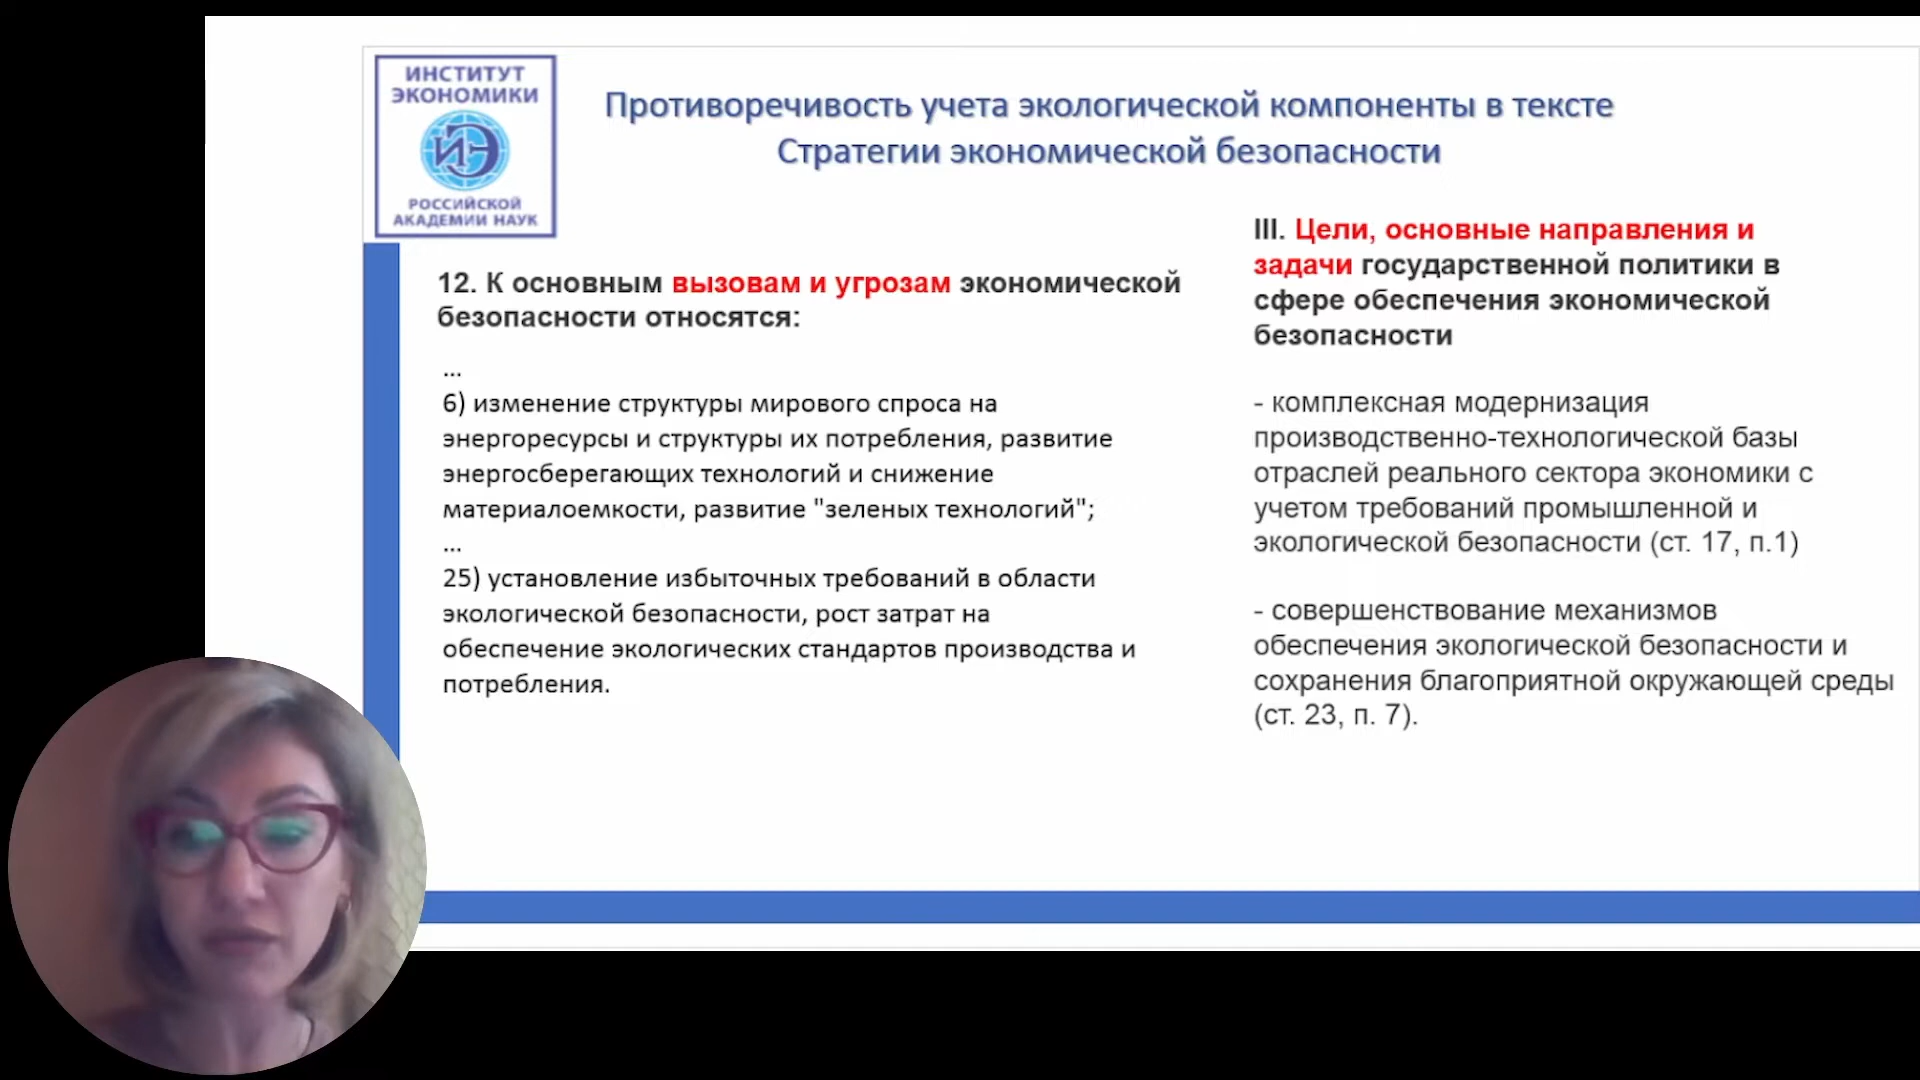 ИНСТИТУТ
ЭКОНОМИКИ
ИЭ
РОССИЙСКОЙ
АКАДЕМИИ НАУК
Противоречивость учета экологической компоненты в тексте
Стратегии экономической безопасности
12. К основным вызовам и угрозам экономической
безопасности относятся:
...
6) изменение структуры мирового спроса на
энергоресурсы и структуры их потребления, развитие
энергосберегающих технологий и снижение
материалоемкости, развитие "зеленых технологий";
...
25) установление избыточных требований в области
экологической безопасности, рост затрат на
обеспечение экологических стандартов производства и
потребления.
III. Цели, основные направления и
задачи государственной политики в
сфере обеспечения экономической
безопасности
- комплексная модернизация
производственно-технологической базы
отраслей реального сектора экономики с
учетом требований промышленной и
экологической безопасности (ст. 17, п.1)
- совершенствование механизмов
обеспечения экологической безопасности и
сохранения благоприятной окружающей среды
(ст. 23, п. 7).